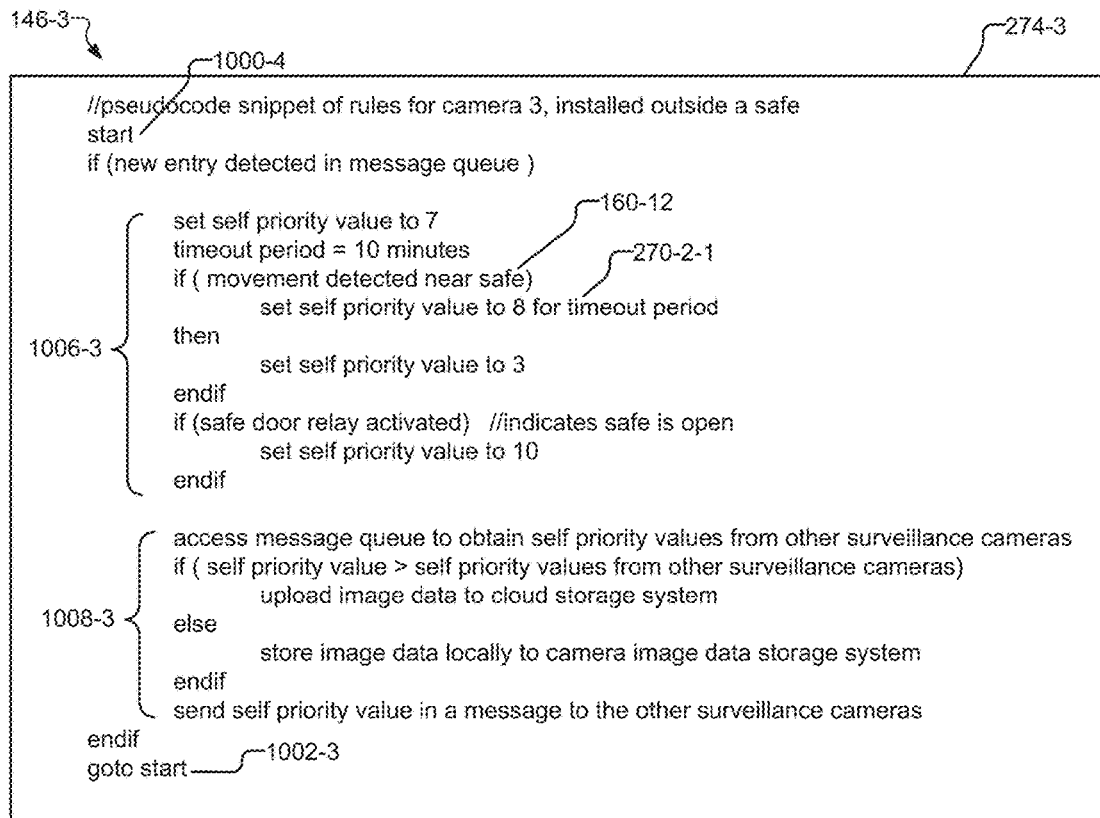 146-3
274-3
1000-4
//pseudocode snippet of rules for camera 3, installed outside a safe
start
if (new entry detected in message queue )
set self priority value to 7
160-12
timeout period = 10 minutes
270-2-1
if ( movement detected near safe)
set self priority value to 8 for timeout period
then
1006-3
set self priority value to 3
endif
if (safe door relay activated) //indicates safe is open
set self priority value to 10
endif
access message queue to obtain self priority values from other surveillance cameras
if ( self priority value > self priority values from other surveillance cameras)
upload image data to cloud storage system
1008-3
else
store image data locally to camera image data storage system
endif
send self priority value in a message to the other surveillance cameras
endif
1002-3
goto start